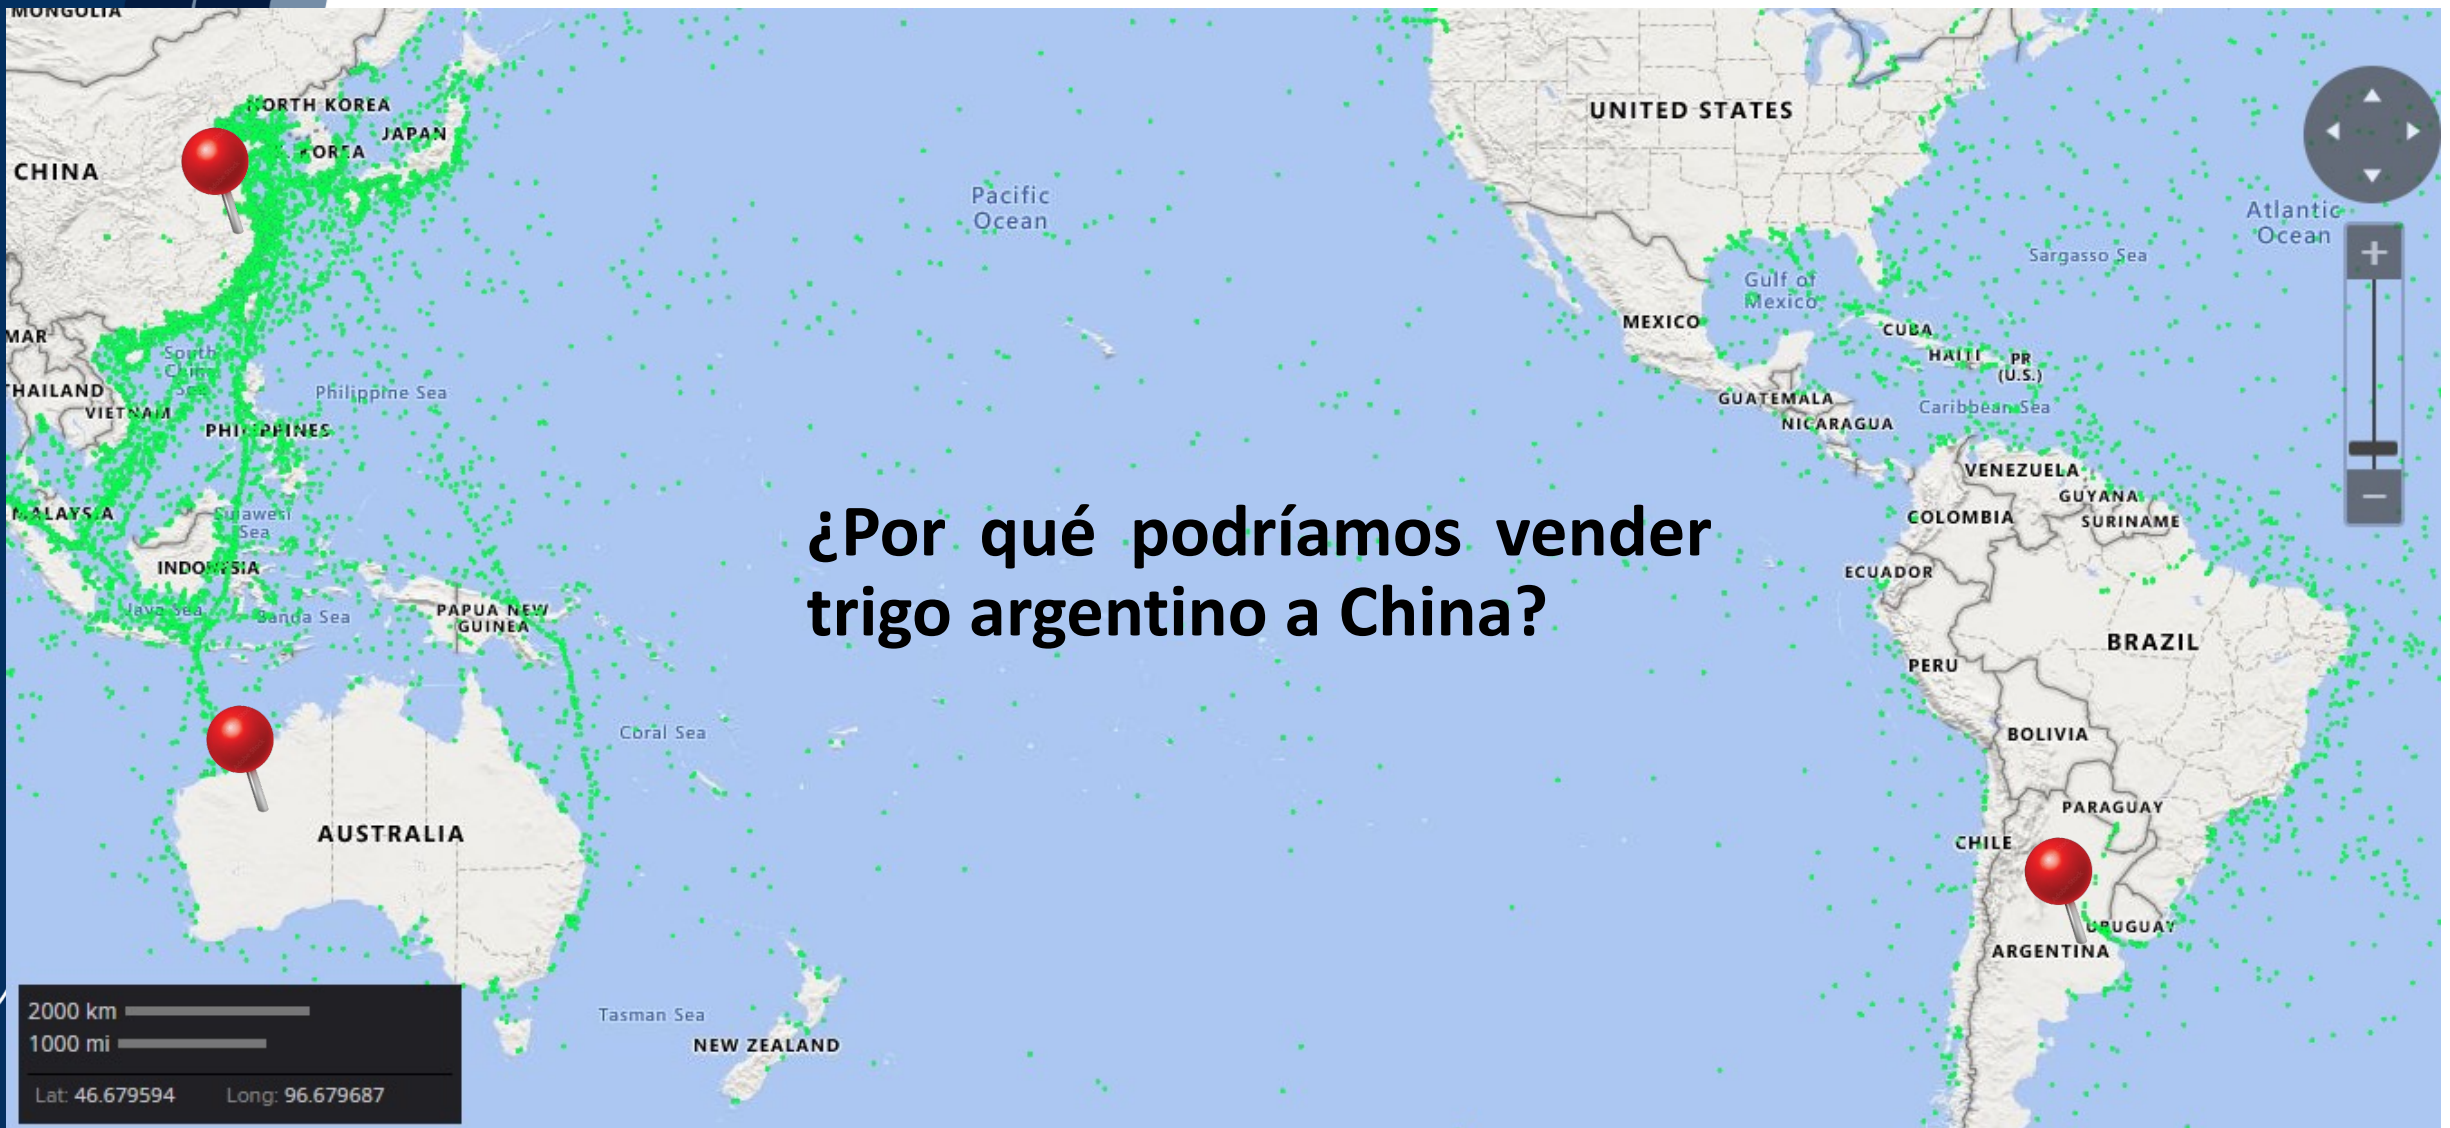 MONGOLIA
NORTH KOREA
JAPAN
KOREA
CHINA
UNITED STATES
Pacific
Ocean
Atlantic
Ocean
Sargasso Sea
Gulf of
Mexico
MEXICO
CUBA
HAITI
PR
(U.S.)
MAR
South
China
Sea
THAILAND
VIETNAM
Philippine Sea
PHILIPPINES
GUATEMALA
NICARAGUA
Caribbean Sea
VENEZUELA
GUYANA
SURINAME
COLOMBIA
MALAYSIA
Sulawesi
Sea
INDONESIA
ECUADOR
¿Por qué podríamos vender
trigo argentino a China?
Java Sea
Banda Sea
PAPUA NEW
GUINEA
BRAZIL
PERU
Coral Sea
BOLIVIA
PARAGUAY
AUSTRALIA
CHILE
URUGUAY
ARGENTINA
Tasman Sea
NEW ZEALAND
2000 km
1000 mi
Lat: 46.679594 Long: 96.679687